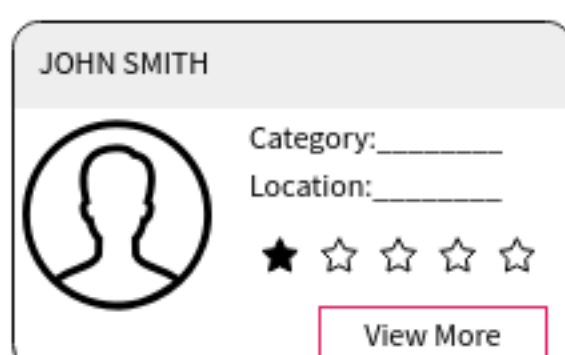 JOHN SMITH
Category:________
Location:________
View More